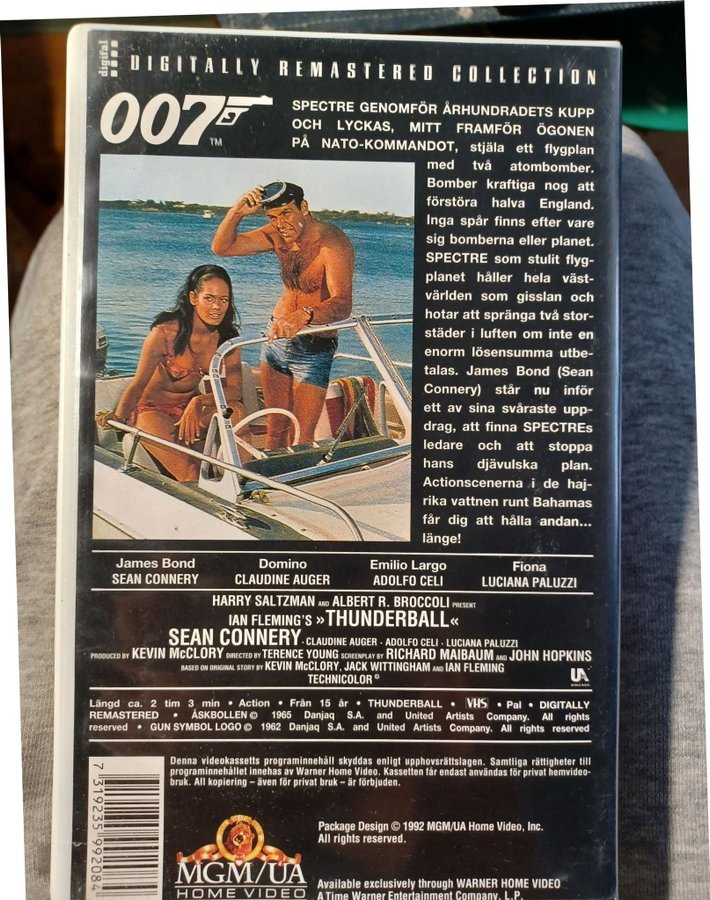 digital
DIGITALLY REMASTERED COLLECTION
007
TM
SPECTRE GENOMFÖR ÅRHUNDRADETS KUPP
OCH LYCKAS, MITT FRAMFÖR ÖGONEN
PÅ NATO-KOMMANDOT, stjäla ett flygplan
med två atombomber.
Bomber kraftiga nog att
förstöra halva England.
Inga spår finns efter vare
sig bomberna eller planet.
SPECTRE som stulit flyg-
planet håller hela väst-
världen som gisslan och
hotar att spränga två stor-
städer i luften om inte en
enorm lösensumma utbe-
talas. James Bond (Sean
Connery) står nu inför
ett av sina svåraste upp-
drag, att finna SPECTREs
ledare och att stoppa
hans djävulska plan.
Actionscenerna i de haj-
rika vattnen runt Bahamas
får dig att hålla andan...
länge!
James Bond Domino Emilio Largo Fiona
SEAN CONNERY CLAUDINE AUGER ADOLFO CELI LUCIANA PALUZZI
HARRY SALTZMAN AND ALBERT R. BROCCOLI PRESENT
IAN FLEMING'S »THUNDERBALL«
SEAN CONNERY · CLAUDINE AUGER · ADOLFO CELI · LUCIANA PALUZZI
PRODUCED BY KEVIN McCLORY DIRECTED BY TERENCE YOUNG SCREENPLAY BY RICHARD MAIBAUM AND JOHN HOPKINS
BASED ON ORIGINAL STORY BY KEVIN McCLORY, JACK WITTINGHAM AND IAN FLEMING
TECHNICOLOR ®
UA
Längd ca. 2 tim 3 min • Action • Från 15 år • THUNDERBALL • VHS • Pal • DIGITALLY
REMASTERED • ÅSKBOLLEN © 1965 Danjaq S.A. and United Artists Company. All rights
reserved • GUN SYMBOL LOGO © 1962 Danjaq S.A. and United Artists Company. All rights reserved
Denna videokassetts programinnehåll skyddas enligt upphovsrättslagen. Samtliga rättigheter till
programinnehållet innehas av Warner Home Video. Kassetten får endast användas för privat hemvideo-
bruk. All kopiering – även för privat bruk – är förbjuden.
7 319235 992084
Package Design © 1992 MGM/UA Home Video, Inc.
All rights reserved.
MGM/UA
HOME VIDEO
Available exclusively through WARNER HOME VIDEO
A Time Warner Entertainment Company, L.P.